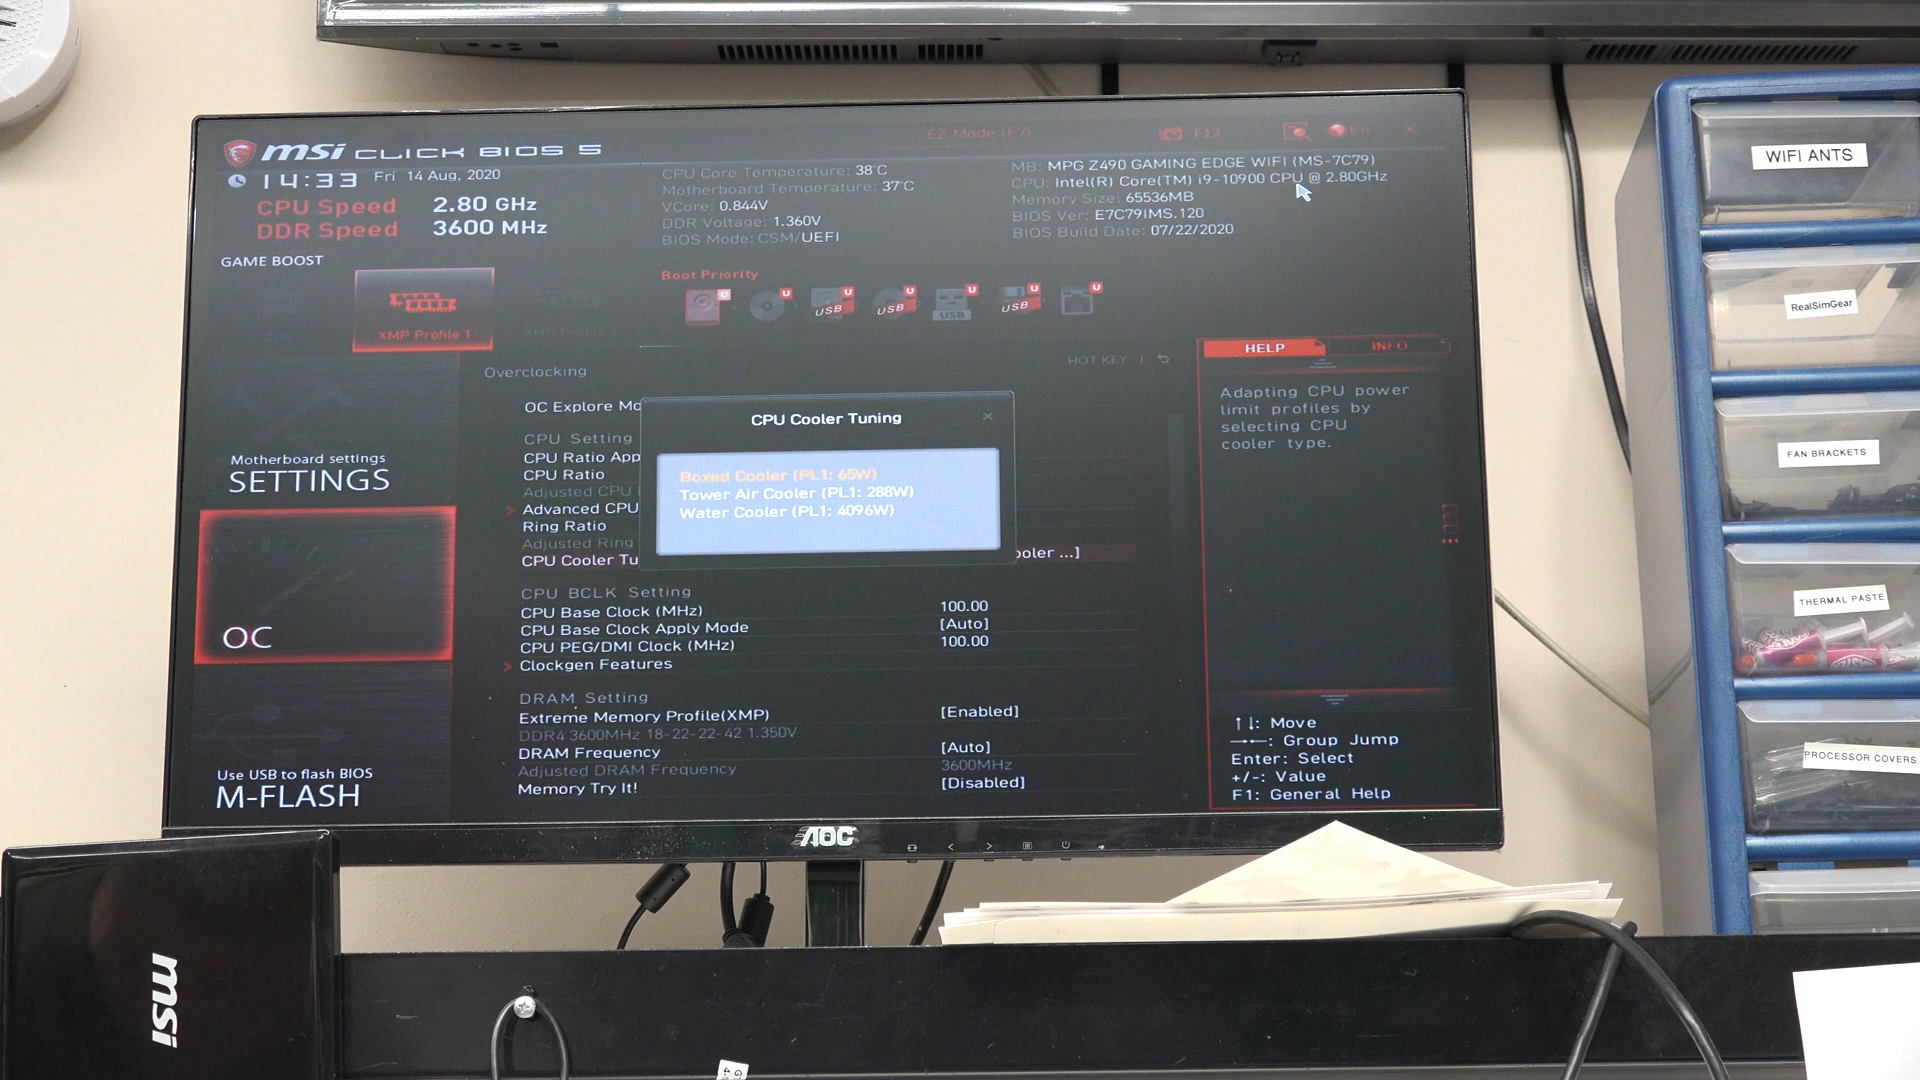 msi CLICK BIOS 5
EZ Mode (F7)
F12
En
X
14:33 Fri 14 Aug, 2020
CPU Speed 2.80 GHz
DDR Speed 3600 MHz
CPU Core Temperature: 38°C
Motherboard Temperature: 37°C
VCore: 0.844V
DDR Voltage: 1.360V
BIOS Mode: CSM/UEFI
MB: MPG Z490 GAMING EDGE WIFI (MS-7C79)
CPU: Intel(R) Core(TM) i9-10900 CPU @ 2.80GHz
Memory Size: 65536MB
BIOS Ver: E7C79IMS.120
BIOS Build Date: 07/22/2020
GAME BOOST
CPU
XMP Profile 1
XMP Profile 2
Boot Priority
U
U
USB U
USB U
USB U
USB U
U
Motherboard settings
SETTINGS
OC
Use USB to flash BIOS
M-FLASH
Overclocking
HOT KEY
OC Explore Mo
CPU Setting
CPU Ratio App
CPU Ratio
Adjusted CPU
Advanced CPU
Ring Ratio
Adjusted Ring
CPU Cooler Tu
ooler ...]
CPU Cooler Tuning
Boxed Cooler (PL1: 65W)
Tower Air Cooler (PL1: 288W)
Water Cooler (PL1: 4096W)
CPU BCLK Setting
CPU Base Clock (MHz) 100.00
CPU Base Clock Apply Mode [Auto]
CPU PEG/DMI Clock (MHz) 100.00
Clockgen Features
DRAM Setting
Extreme Memory Profile(XMP) [Enabled]
DDR4 3600MHz 18-22-22-42 1.350V
DRAM Frequency [Auto]
Adjusted DRAM Frequency 3600MHz
Memory Try It! [Disabled]
HELP
INFO
Adapting CPU power
limit profiles by
selecting CPU
cooler type.
↑↓: Move
→←: Group Jump
Enter: Select
+/-: Value
F1: General Help
AOC
msi
WIFI ANTS
RealSimGear
FAN BRACKETS
THERMAL PASTE
PROCESSOR COVERS